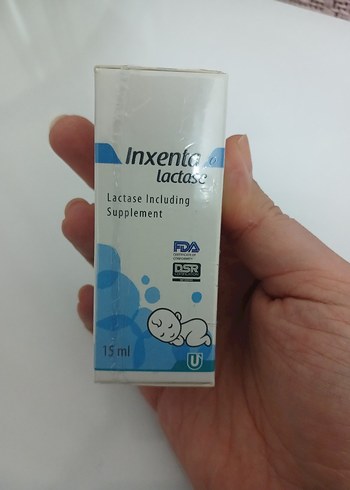 Inxenta
lactase
Lactase Including
Supplement
FDA
DSR
15 ml
U